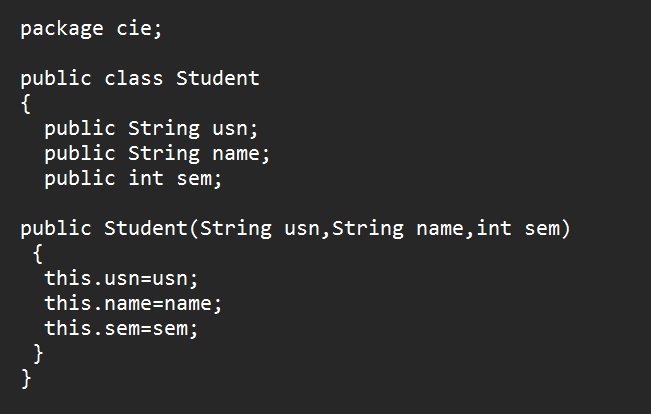 package cie;
public class Student
{
public String usn;
public String name;
public int sem;
public Student(String usn,String name,int sem)
{
this.usn=usn;
this.name=name;
this.sem=sem;
}
}